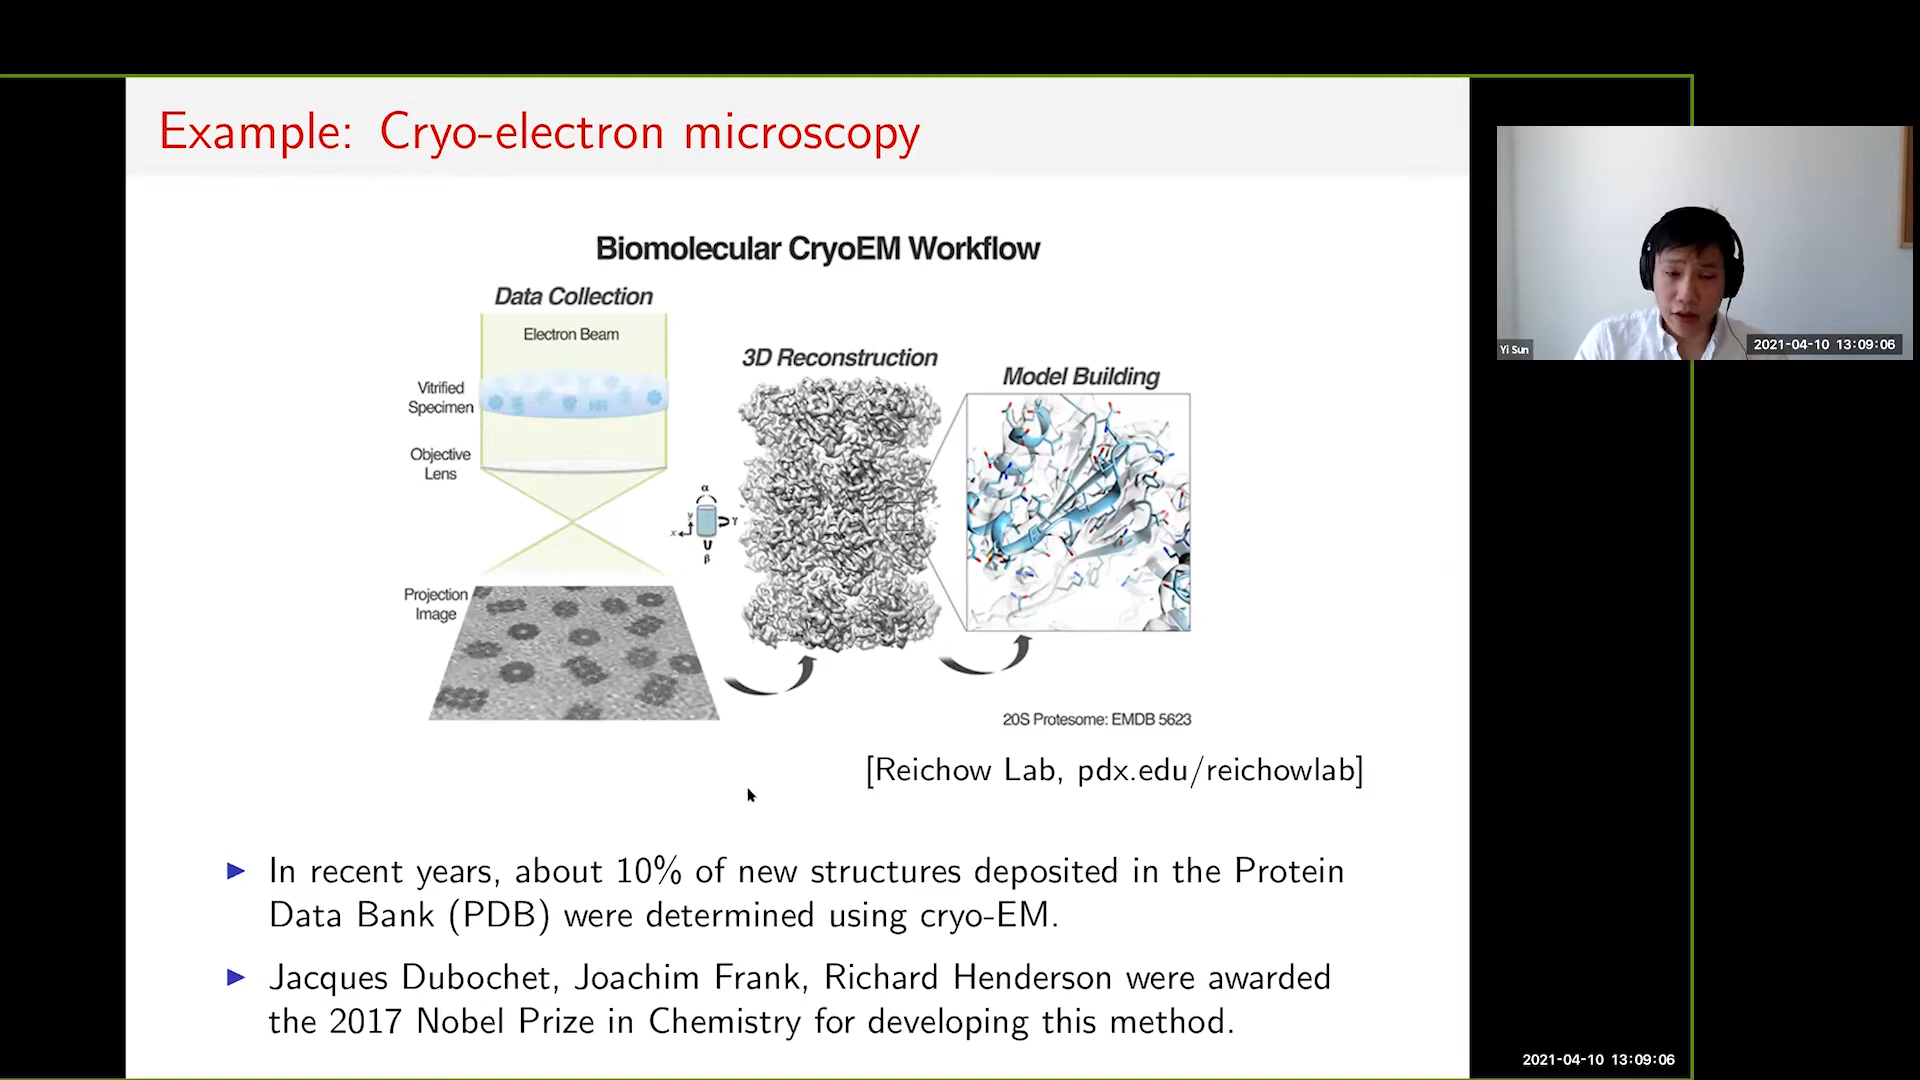 Example: Cryo-electron microscopy
Biomolecular CryoEM Workflow
Data Collection
Electron Beam
Vitrified
Specimen
Objective
Lens
Projection
Image
α
y
x
γ
β
3D Reconstruction
Model Building
20S Protesome: EMDB 5623
[Reichow Lab, pdx.edu/reichowlab]
▶ In recent years, about 10% of new structures deposited in the Protein
Data Bank (PDB) were determined using cryo-EM.
▶ Jacques Dubochet, Joachim Frank, Richard Henderson were awarded
the 2017 Nobel Prize in Chemistry for developing this method.
Yi Sun
2021-04-10 13:09:06
2021-04-10 13:09:06